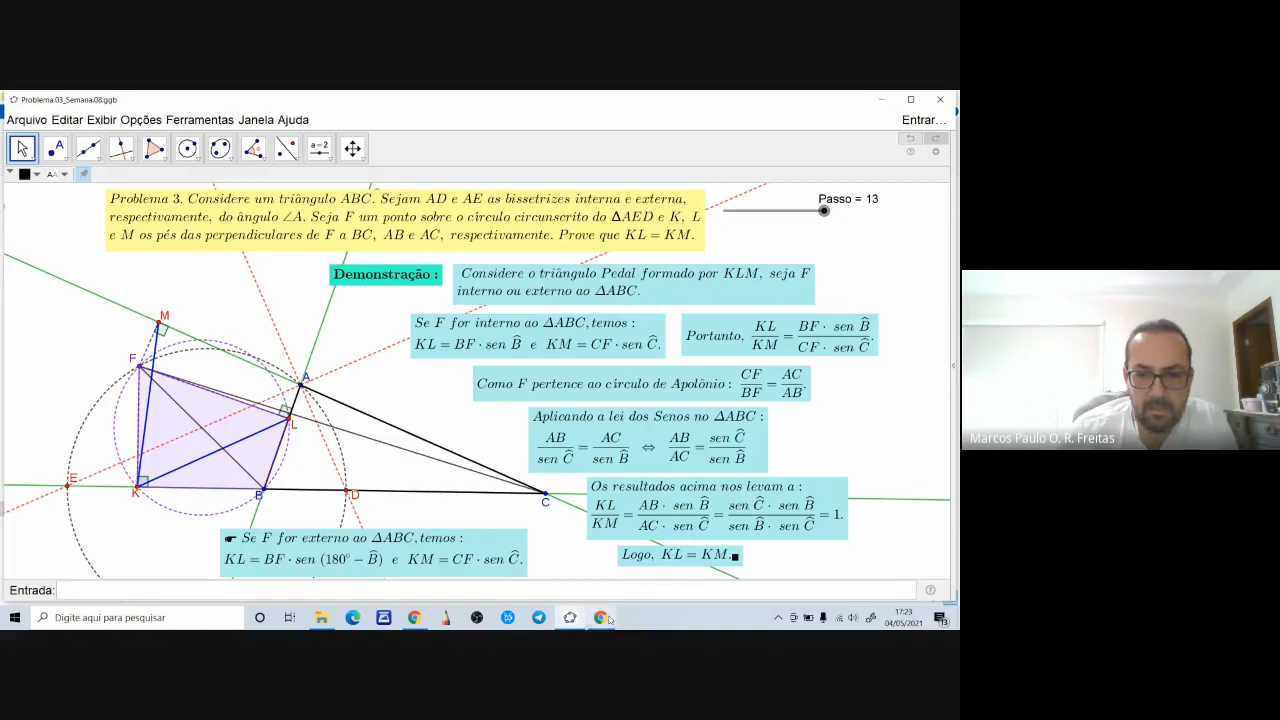 Problema.03_Semana.08.ggb
Arquivo Editar Exibir Opções Ferramentas Janela Ajuda
Entrar...
A
a=2
AA
Passo = 13
Problema 3. Considere um triângulo ABC. Sejam AD e AE as bissetrizes interna e externa,
respectivamente, do ângulo ∠A. Seja F um ponto sobre o círculo circunscrito do ΔAED e K, L
e M os pés das perpendiculares de F a BC, AB e AC, respectivamente. Prove que KL = KM.
Demonstração :
Considere o triângulo Pedal formado por KLM, seja F
interno ou externo ao ΔABC.
Se F for interno ao ΔABC, temos :
KL = BF · sen B̂ e KM = CF · sen Ĉ.
Portanto, KL/KM = BF · sen B̂ / CF · sen Ĉ.
Como F pertence ao círculo de Apolônio : CF/BF = AC/AB.
Aplicando a lei dos Senos no ΔABC :
AB/sen Ĉ = AC/sen B̂ ⇔ AB/AC = sen Ĉ/sen B̂
Os resultados acima nos levam a :
KL/KM = AB · sen B̂ / AC · sen Ĉ = sen Ĉ · sen B̂ / sen B̂ · sen Ĉ = 1.
Logo, KL = KM.■
☛ Se F for externo ao ΔABC, temos :
KL = BF · sen (180° − B̂) e KM = CF · sen Ĉ.
M
F
A
L
E
K
B
D
C
Marcos Paulo O. R. Freitas
Entrada:
Digite aqui para pesquisar
17:23
04/05/2021
13